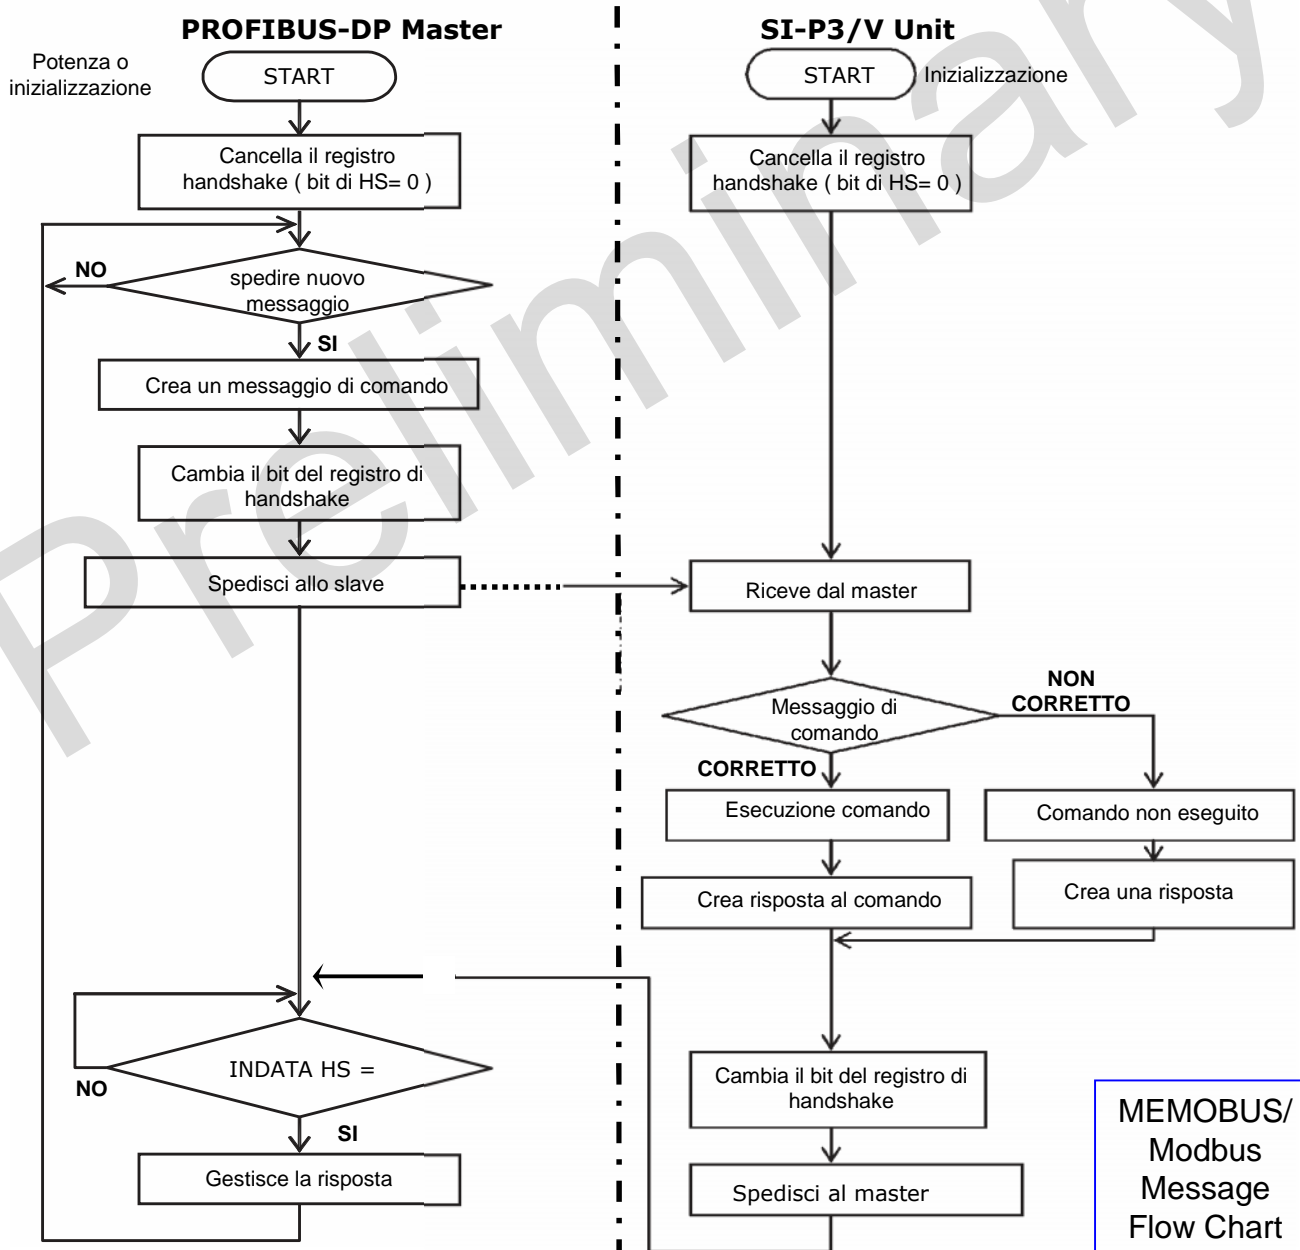 PROFIBUS-DP Master
SI-P3/V Unit
Potenza o
inizializzazione
START
START
Inizializzazione
Cancella il registro
handshake ( bit di HS= 0 )
Cancella il registro
handshake ( bit di HS= 0 )
NO
spedire nuovo
messaggio
SI
Crea un messaggio di comando
Cambia il bit del registro di
handshake
Spedisci allo slave
Riceve dal master
NON
CORRETTO
Messaggio di
comando
CORRETTO
Esecuzione comando
Comando non eseguito
Crea risposta al comando
Crea una risposta
INDATA HS =
NO
SI
Gestisce la risposta
Cambia il bit del registro di
handshake
Spedisci al master
MEMOBUS/
Modbus
Message
Flow Chart
Preliminary